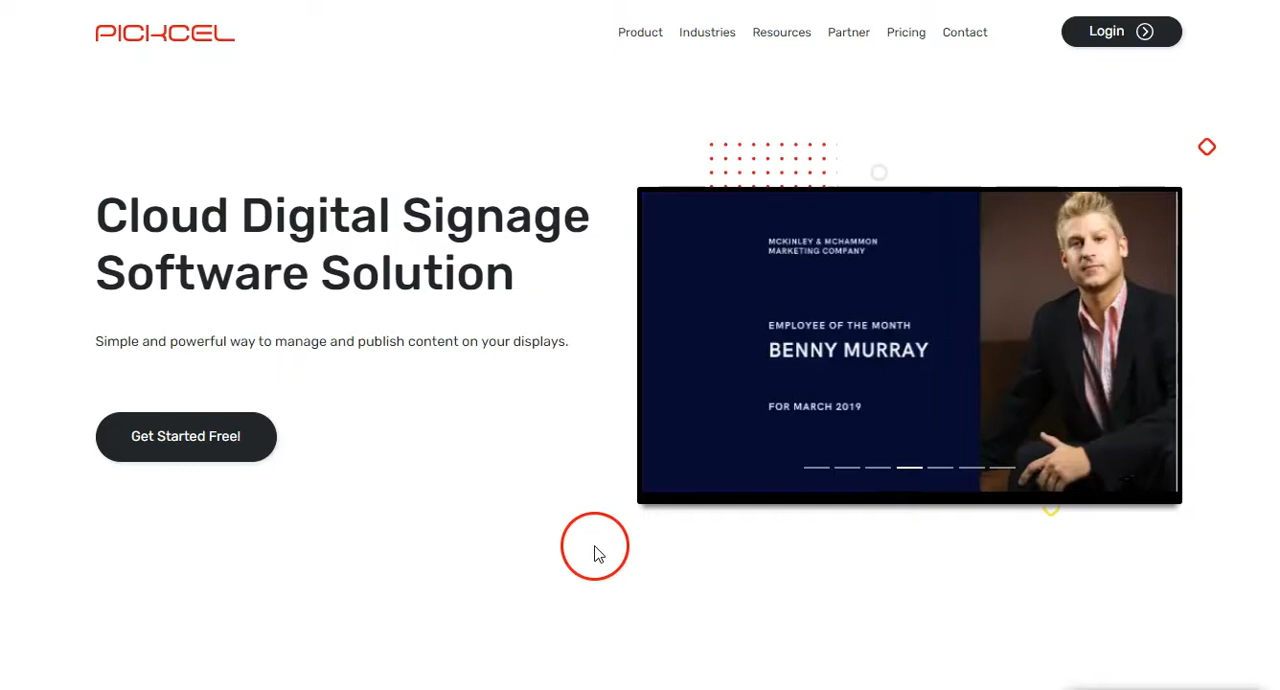 PICKCEL
Product Industries Resources Partner Pricing Contact
Login
Cloud Digital Signage
Software Solution
Simple and powerful way to manage and publish content on your displays.
Get Started Free!
MCKINLEY & MCHAMMON
MARKETING COMPANY
EMPLOYEE OF THE MONTH
BENNY MURRAY
FOR MARCH 2019